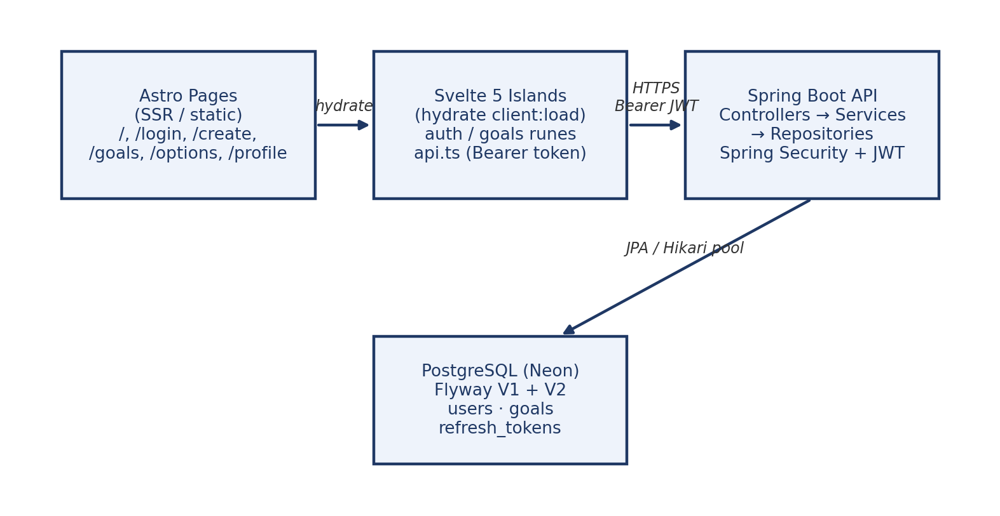 Astro Pages
(SSR / static)
/, /login, /create,
/goals, /options, /profile
hydrate
Svelte 5 Islands
(hydrate client:load)
auth / goals runes
api.ts (Bearer token)
HTTPS
Bearer JWT
Spring Boot API
Controllers → Services
→ Repositories
Spring Security + JWT
JPA / Hikari pool
PostgreSQL (Neon)
Flyway V1 + V2
users · goals
refresh_tokens